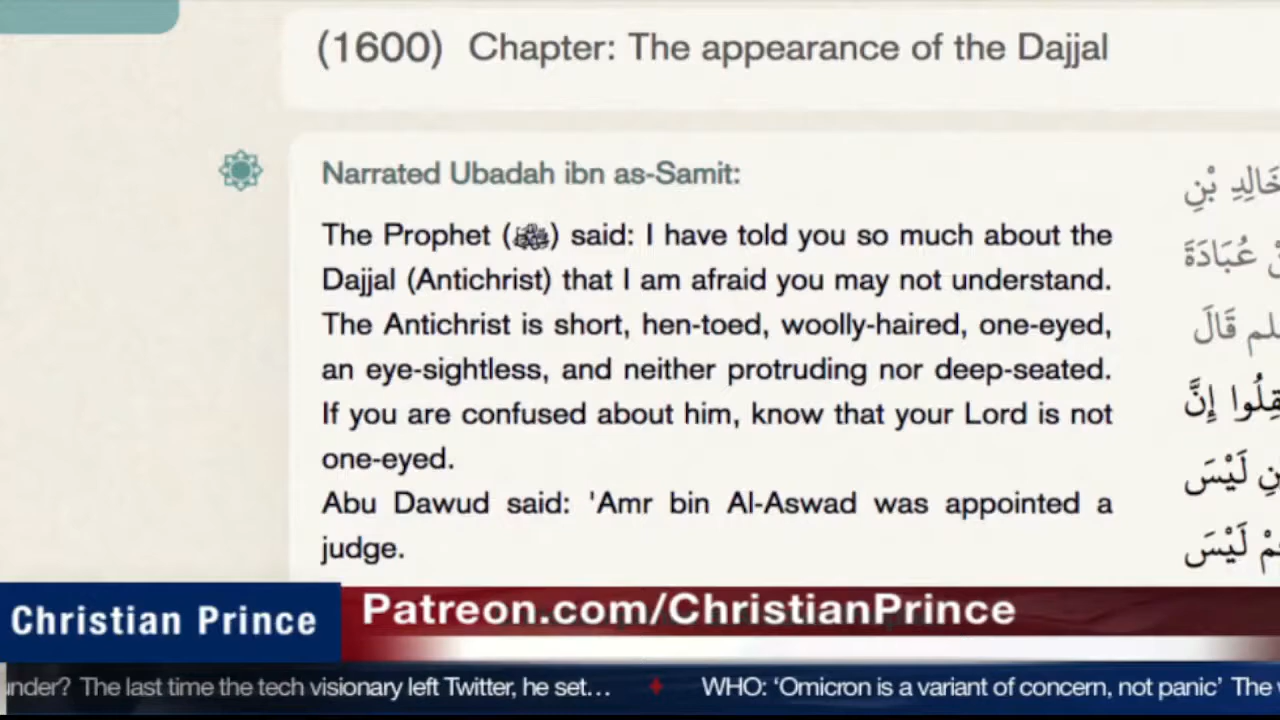 (1600) Chapter: The appearance of the Dajjal
Narrated Ubadah ibn as-Samit:
The Prophet (ﷺ) said: I have told you so much about the
Dajjal (Antichrist) that I am afraid you may not understand.
The Antichrist is short, hen-toed, woolly-haired, one-eyed,
an eye-sightless, and neither protruding nor deep-seated.
If you are confused about him, know that your Lord is not
one-eyed.
Abu Dawud said: 'Amr bin Al-Aswad was appointed a
judge.
خَالِدِ بْنِ
عُبَادَةَ
قَالَ
إِنَّ
لَيْسَ
لَيْسَ
Christian Prince
Patreon.com/ChristianPrince
The last time the tech visionary left Twitter, he set... WHO: ‘Omicron is a variant of concern, not panic’ The